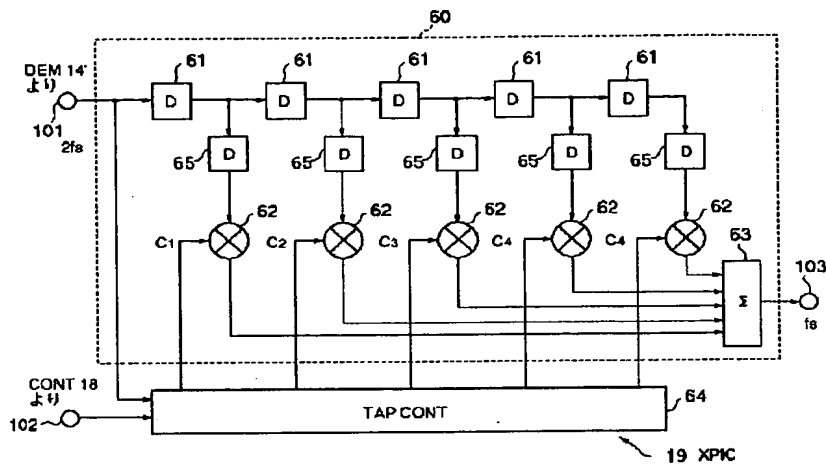 60
DEM 14'
より
61 61 61 61 61
D D D D D
101
2fs
65 D 65 D 65 D 65 D 65 D
62 62 62 62 62
C1 C2 C3 C4 C4
63
Σ
103
fs
CONT 18
より
102
TAP CONT
64
19 XPIC